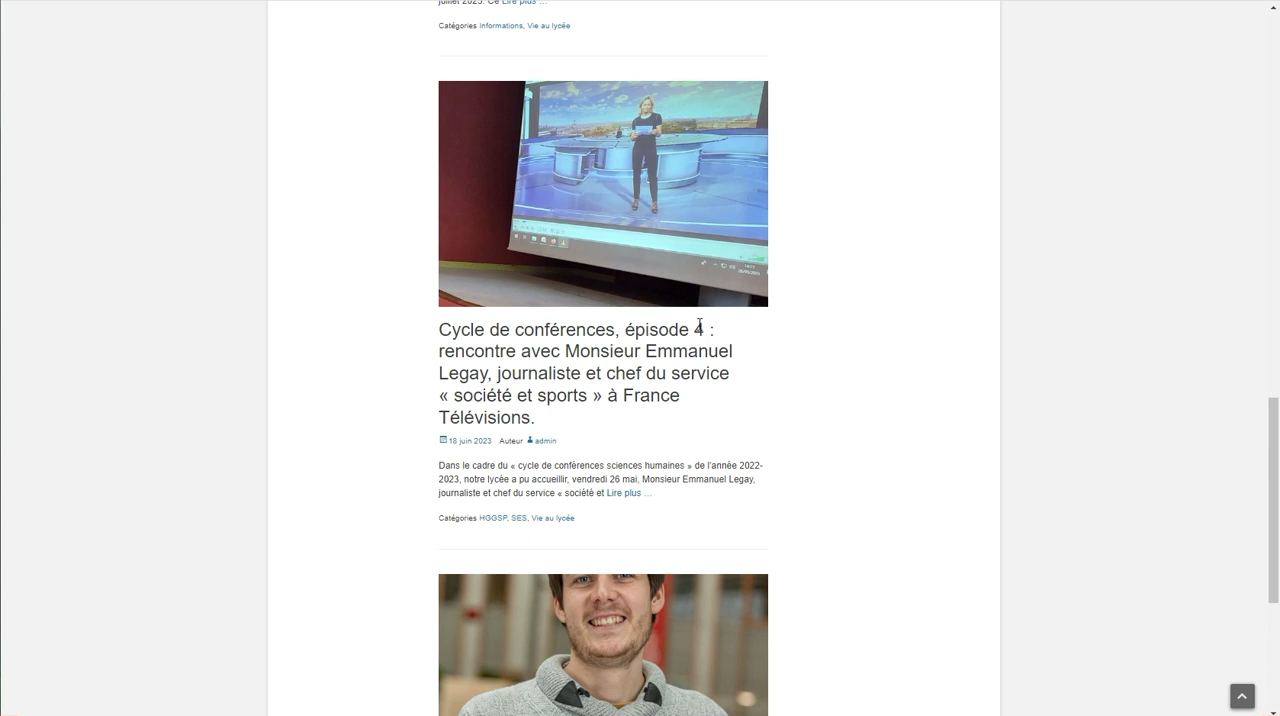 juillet 2023. Ce Lire plus …
Catégories Informations, Vie au lycée
Cycle de conférences, épisode 4 :
rencontre avec Monsieur Emmanuel
Legay, journaliste et chef du service
« société et sports » à France
Télévisions.
18 juin 2023 Auteur admin
Dans le cadre du « cycle de conférences sciences humaines » de l'année 2022-
2023, notre lycée a pu accueillir, vendredi 26 mai, Monsieur Emmanuel Legay,
journaliste et chef du service « société et Lire plus …
Catégories HGGSP, SES, Vie au lycée